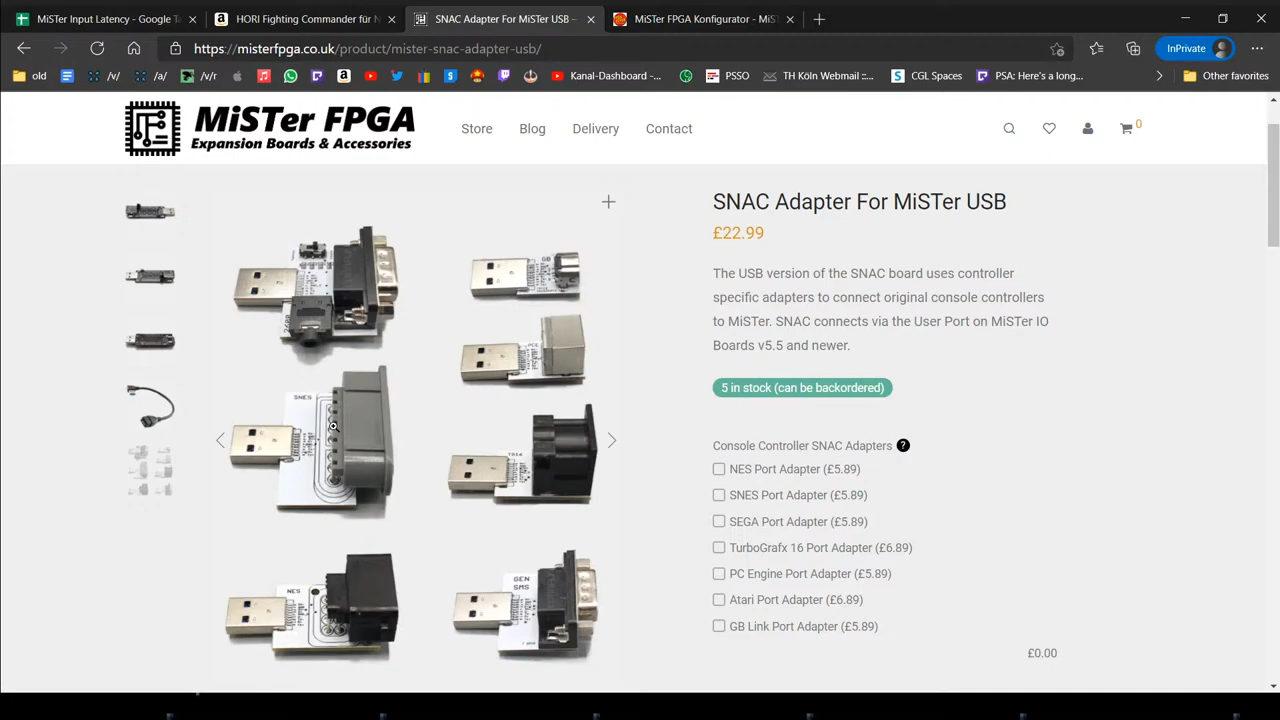 MiSTer Input Latency - Google T
HORI Fighting Commander für N
SNAC Adapter For MiSTer USB –
MiSTer FPGA Konfigurator - MiST
https://misterfpga.co.uk/product/mister-snac-adapter-usb/
InPrivate
old
/v/
/a/
/v/r
Kanal-Dashboard -...
PSSO
TH Köln Webmail ::...
CGL Spaces
PSA: Here's a long...
Other favorites
MiSTer FPGA
Expansion Boards & Accessories
Store
Blog
Delivery
Contact
0
SNAC Adapter For MiSTer USB
£22.99
The USB version of the SNAC board uses controller
specific adapters to connect original console controllers
to MiSTer. SNAC connects via the User Port on MiSTer IO
Boards v5.5 and newer.
5 in stock (can be backordered)
Console Controller SNAC Adapters ?
NES Port Adapter (£5.89)
SNES Port Adapter (£5.89)
SEGA Port Adapter (£5.89)
TurboGrafx 16 Port Adapter (£6.89)
PC Engine Port Adapter (£5.89)
Atari Port Adapter (£6.89)
GB Link Port Adapter (£5.89)
£0.00
2600
GB
PCE
SNES
TG16
NES
GEN
SMS